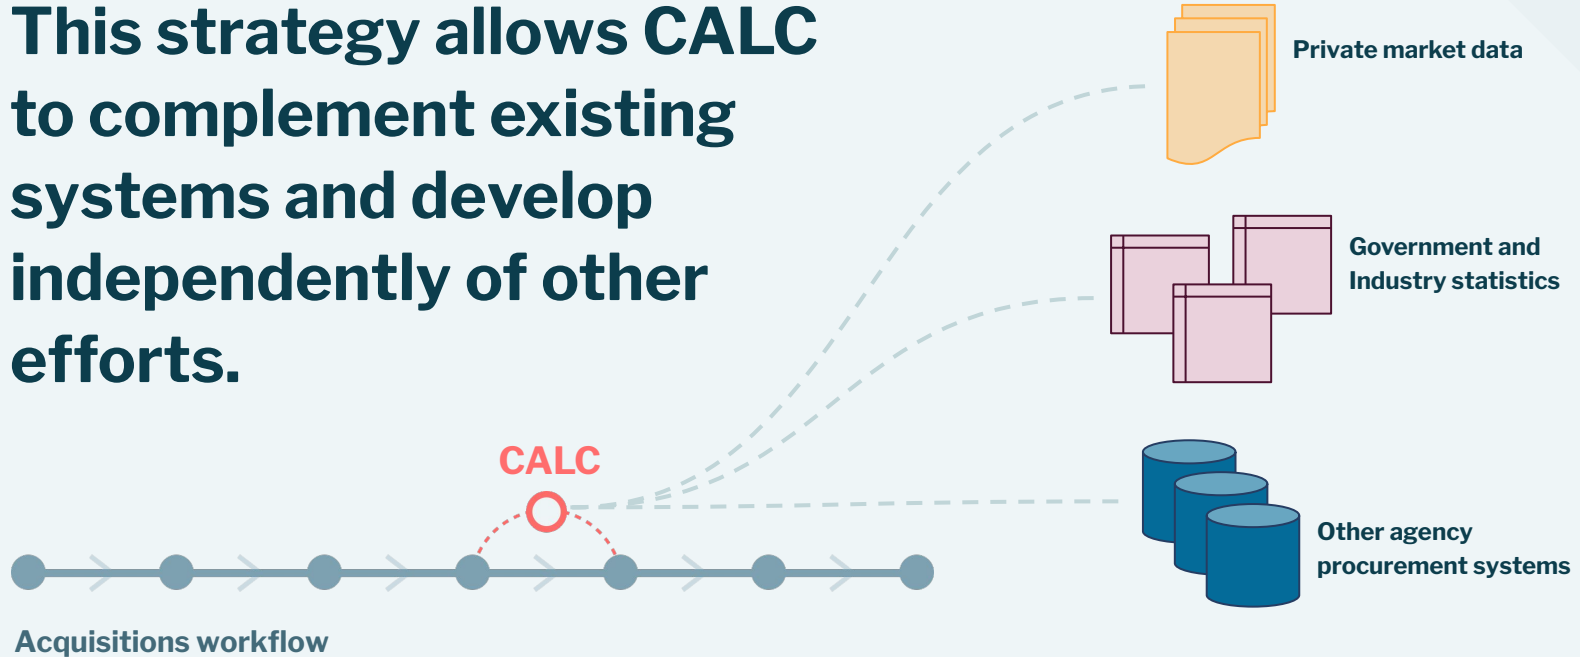 This strategy allows CALC
to complement existing
systems and develop
independently of other
efforts.
Private market data
Government and
Industry statistics
CALC
Other agency
procurement systems
Acquisitions workflow